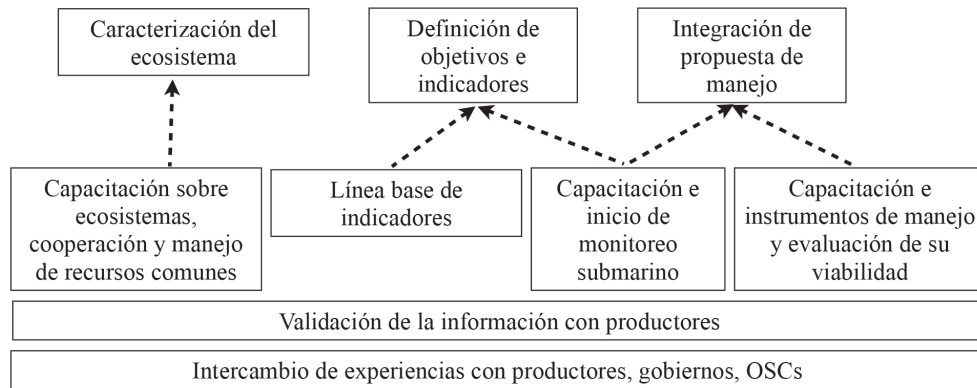 Caracterización del
ecosistema
Definición de
objetivos e
indicadores
Integración de
propuesta de
manejo
Capacitación sobre
ecosistemas,
cooperación y manejo
de recursos comunes
Línea base de
indicadores
Capacitación e
inicio de
monitoreo
submarino
Capacitación e
instrumentos de manejo
y evaluación de su
viabilidad
Validación de la información con productores
Intercambio de experiencias con productores, gobiernos, OSCs